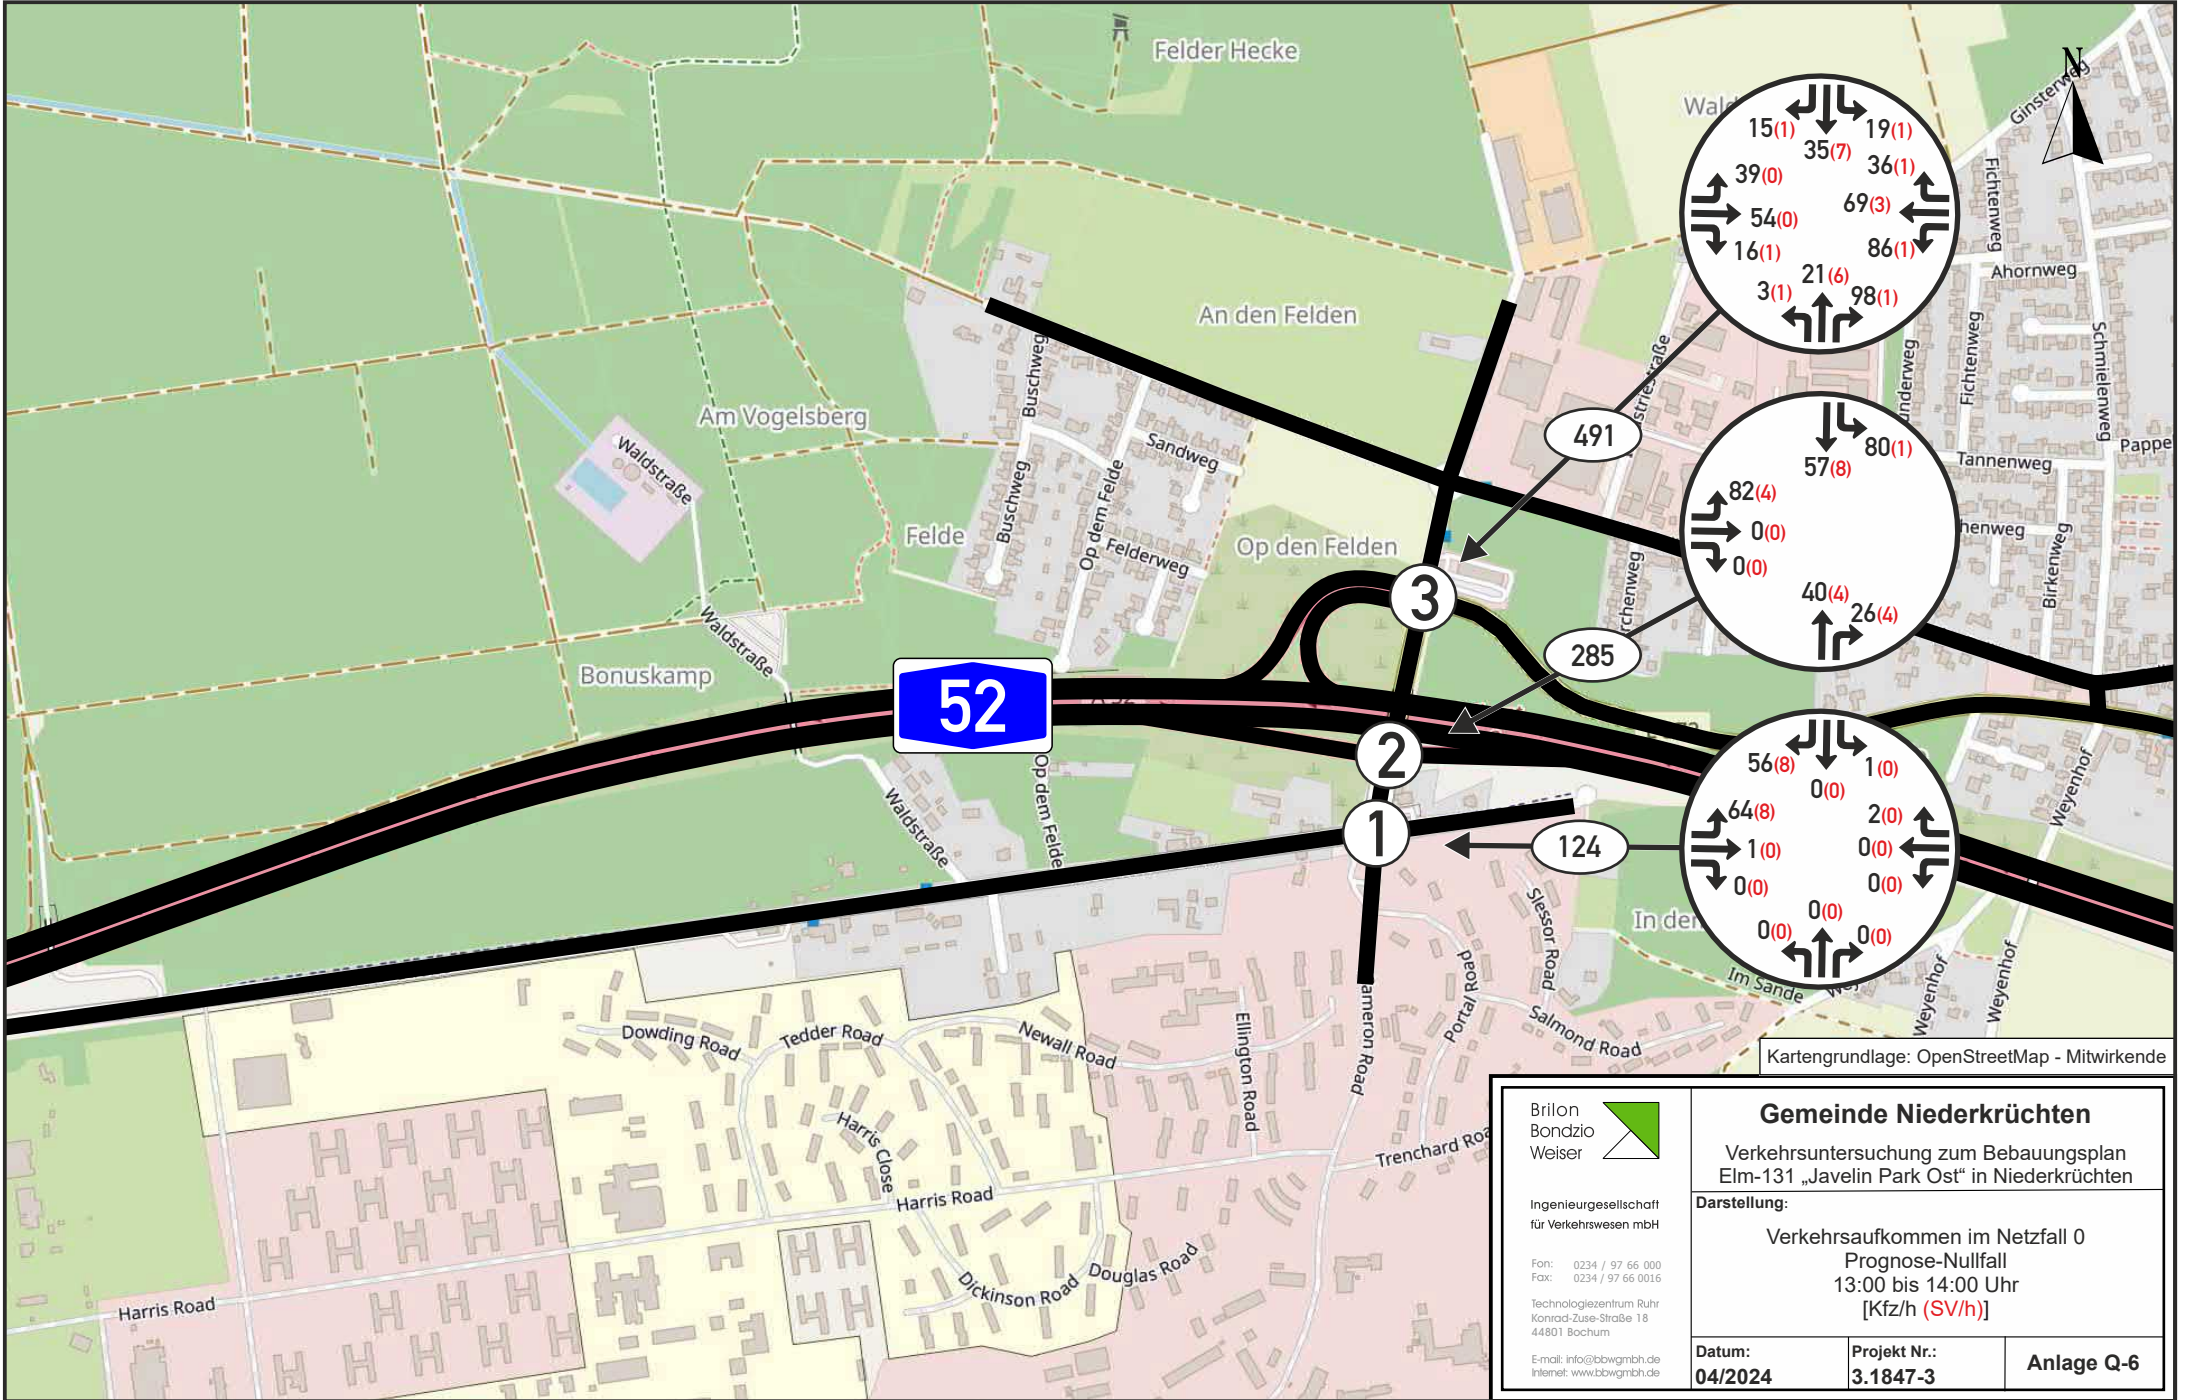 Felder Hecke
N
Ginsterweg
15(1)
19(1)
35(7)
36(1)
39(0)
69(3)
54(0)
16(1)
86(1)
21(6)
3(1)
98(1)
Fichtenweg
Ahornweg
An den Felden
Buschweg
Fichtenweg
Schmielenweg
Am Vogelsberg
491
Sandweg
Waldstraße
Buschweg
Op dem Felde
Felderweg
Felde
Op den Felden
Tannenweg
57(8)
80(1)
82(4)
0(0)
0(0)
40(4)
26(4)
Birkenweg
3
Waldstraße
285
Bonuskamp
52
2
Op dem Felde
Waldstraße
1
124
56(8)
1(0)
0(0)
64(8)
2(0)
1(0)
0(0)
0(0)
0(0)
0(0)
0(0)
0(0)
Weyenhof
Slessor Road
Portal Road
Salmond Road
Im Sande
Weyenhof
Weyenhof
Dowding Road
Tedder Road
Newall Road
Ellington Road
ameron Road
Harris Close
Harris Road
Trenchard Roa
Douglas Road
Dickinson Road
Harris Road
Kartengrundlage: OpenStreetMap - Mitwirkende
Brilon
Bondzio
Weiser
Ingenieurgesellschaft
für Verkehrswesen mbH
Fon: 0234 / 97 66 000
Fax: 0234 / 97 66 0016
Technologiezentrum Ruhr
Konrad-Zuse-Straße 18
44801 Bochum
E-mail: info@bbwgmbh.de
Internet: www.bbwgmbh.de
Gemeinde Niederkrüchten
Verkehrsuntersuchung zum Bebauungsplan
Elm-131 „Javelin Park Ost“ in Niederkrüchten
Darstellung:
Verkehrsaufkommen im Netzfall 0
Prognose-Nullfall
13:00 bis 14:00 Uhr
[Kfz/h (SV/h)]
Datum:
04/2024
Projekt Nr.:
3.1847-3
Anlage Q-6